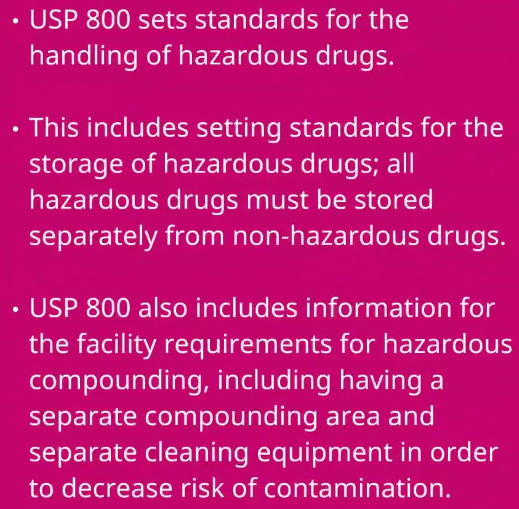 • USP 800 sets standards for the
handling of hazardous drugs.
• This includes setting standards for the
storage of hazardous drugs; all
hazardous drugs must be stored
separately from non-hazardous drugs.
• USP 800 also includes information for
the facility requirements for hazardous
compounding, including having a
separate compounding area and
separate cleaning equipment in order
to decrease risk of contamination.